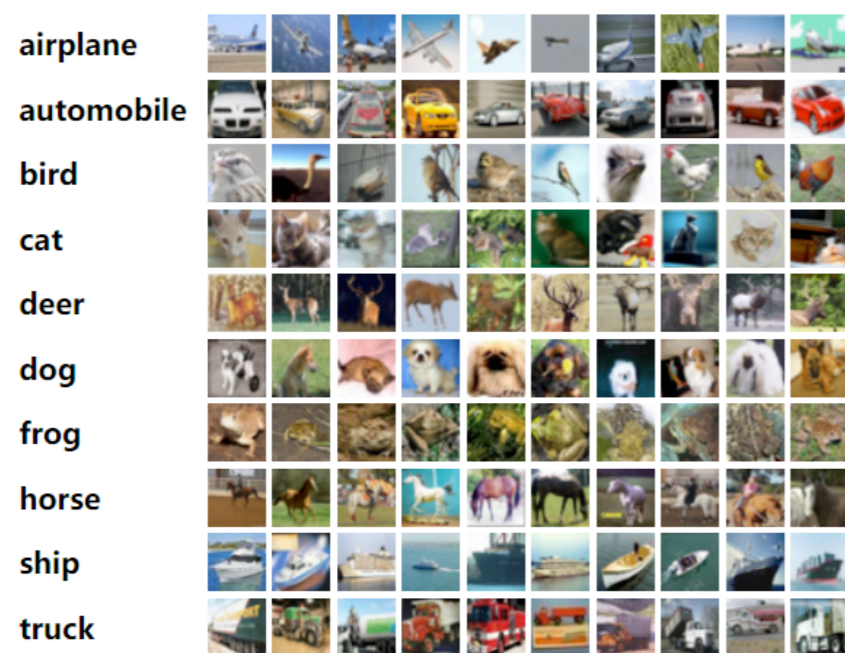 airplane
automobile
bird
cat
deer
dog
frog
horse
ship
truck